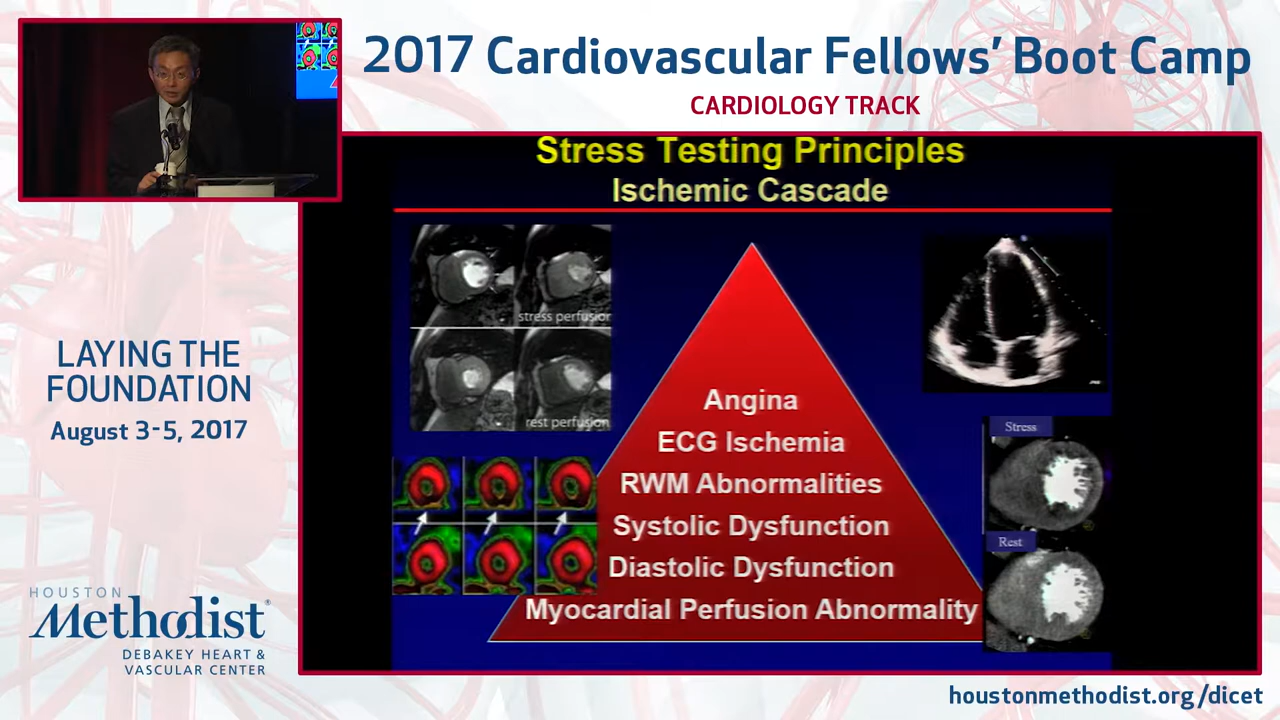 2017 Cardiovascular Fellows’ Boot Camp
CARDIOLOGY TRACK
Stress Testing Principles
Ischemic Cascade
stress perfusion
rest perfusion
Angina
ECG Ischemia
RWM Abnormalities
Systolic Dysfunction
Diastolic Dysfunction
Myocardial Perfusion Abnormality
Stress
Rest
LAYING THE
FOUNDATION
August 3-5, 2017
HOUSTON
Methodist®
DEBAKEY HEART &
VASCULAR CENTER
houstonmethodist.org/dicet